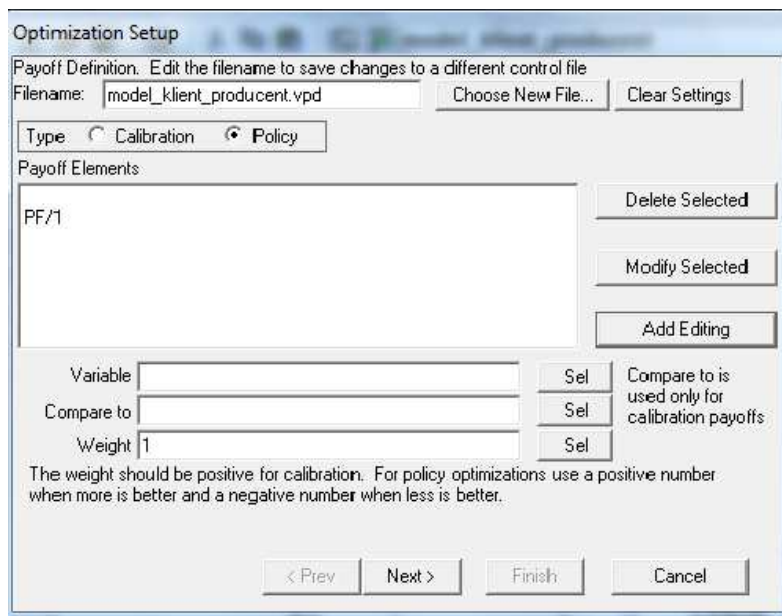 Optimization Setup
Payoff Definition. Edit the filename to save changes to a different control file
Filename: model_klient_producent.vpd Choose New File... Clear Settings
Type Calibration Policy
Payoff Elements
PF/1
Delete Selected
Modify Selected
Add Editing
Variable Sel
Compare to Sel
Weight 1 Sel
Compare to is
used only for
calibration payoffs
The weight should be positive for calibration. For policy optimizations use a positive number
when more is better and a negative number when less is better.
< Prev Next > Finish Cancel